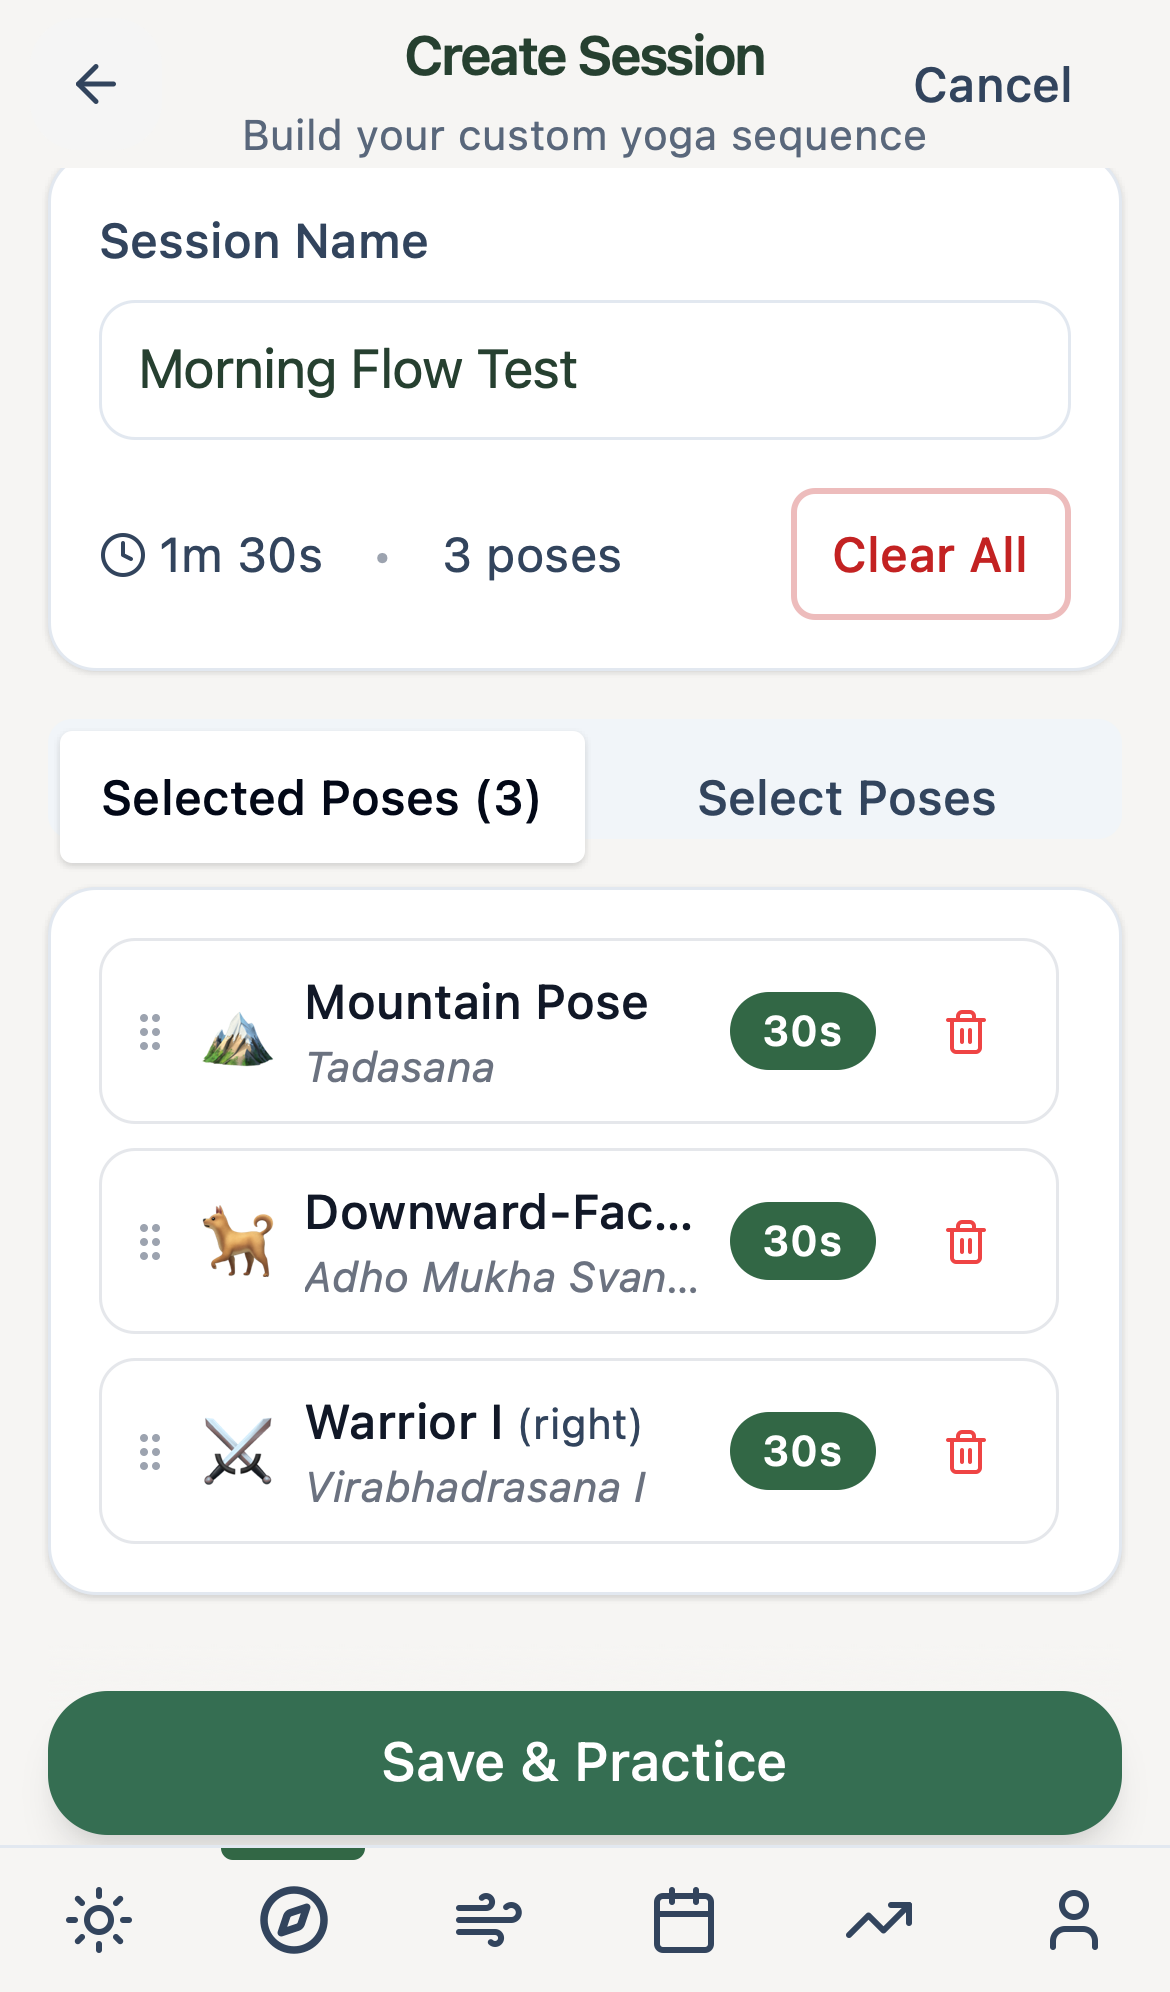 Create Session
Cancel
Build your custom yoga sequence
Session Name
Morning Flow Test
1m 30s • 3 poses
Clear All
Selected Poses (3)
Select Poses
Mountain Pose
Tadasana
30s
Downward-Fac...
Adho Mukha Svan...
30s
Warrior I (right)
Virabhadrasana I
30s
Save & Practice